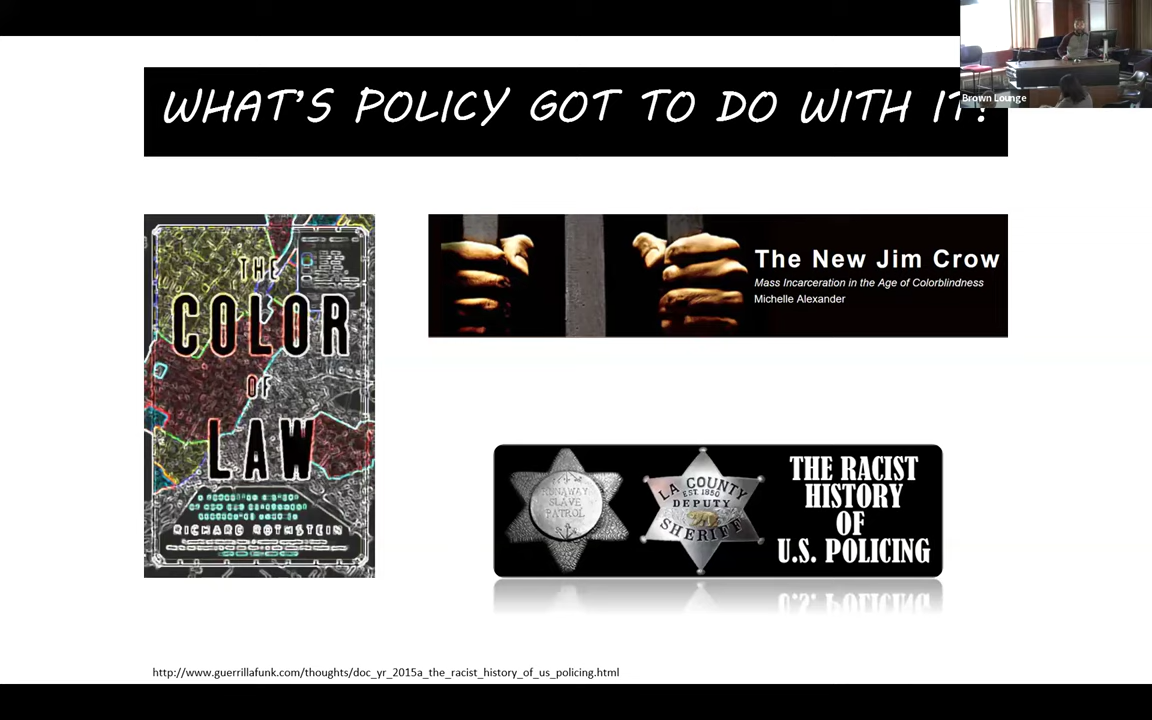 WHAT'S POLICY GOT TO DO WITH IT?
Brown Lounge
THE
COLOR
OF
LAW
RICHARD ROTHSTEIN
The New Jim Crow
Mass Incarceration in the Age of Colorblindness
Michelle Alexander
RUNAWAY
SLAVE
PATROL
LA COUNTY
EST. 1850
DEPUTY
SHERIFF
THE RACIST
HISTORY
OF
U.S. POLICING
http://www.guerrillafunk.com/thoughts/doc_yr_2015a_the_racist_history_of_us_policing.html